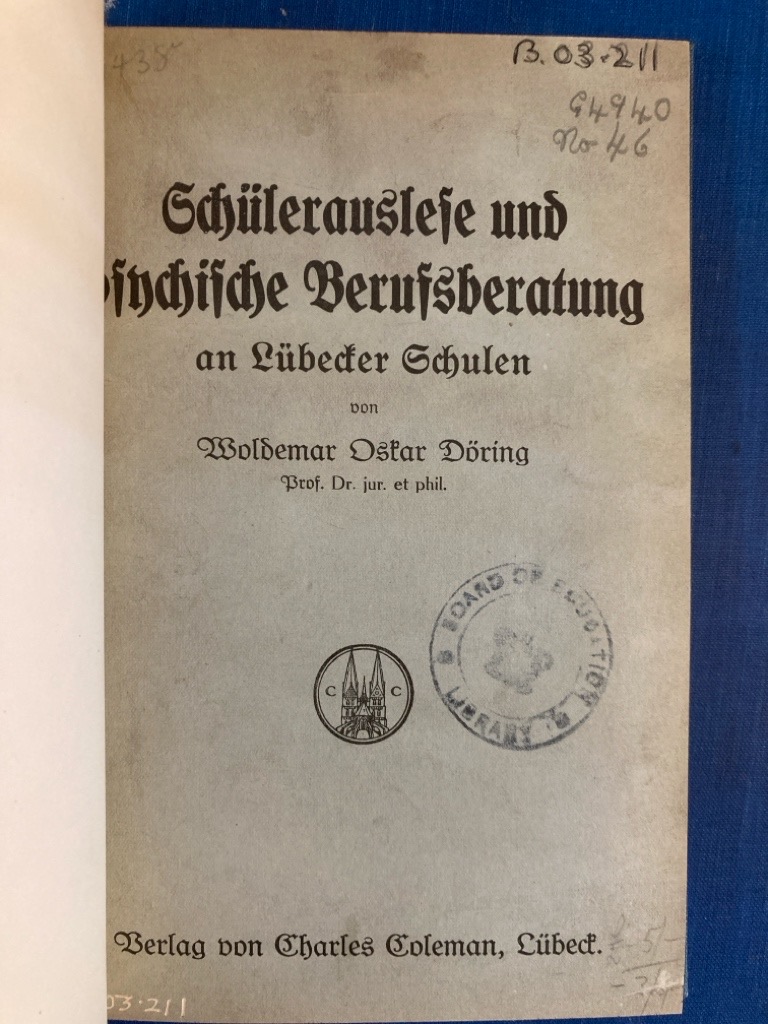 435
B. 03.211
G4940
No 46
Schülerauslese und
psychische Berufsberatung
an Lübecker Schulen
von
Woldemar Oskar Döring
Prof. Dr. jur. et phil.
BOARD OF EDUCATION
LIBRARY
C C
Verlag von Charles Coleman, Lübeck.
03.211